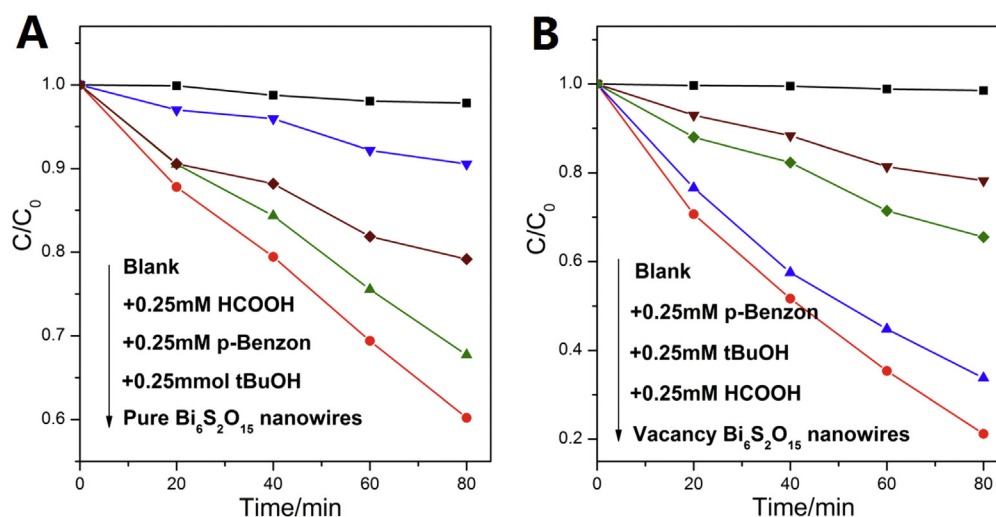 A
C/C₀
1.0
0.9
0.8
0.7
0.6
Blank
+0.25mM HCOOH
+0.25mM p-Benzon
+0.25mmol tBuOH
Pure Bi₆S₂O₁₅ nanowires
0 20 40 60 80
Time/min
B
C/C₀
1.0
0.8
0.6
0.4
0.2
Blank
+0.25mM p-Benzon
+0.25mM tBuOH
+0.25mM HCOOH
Vacancy Bi₆S₂O₁₅ nanowires
0 20 40 60 80
Time/min